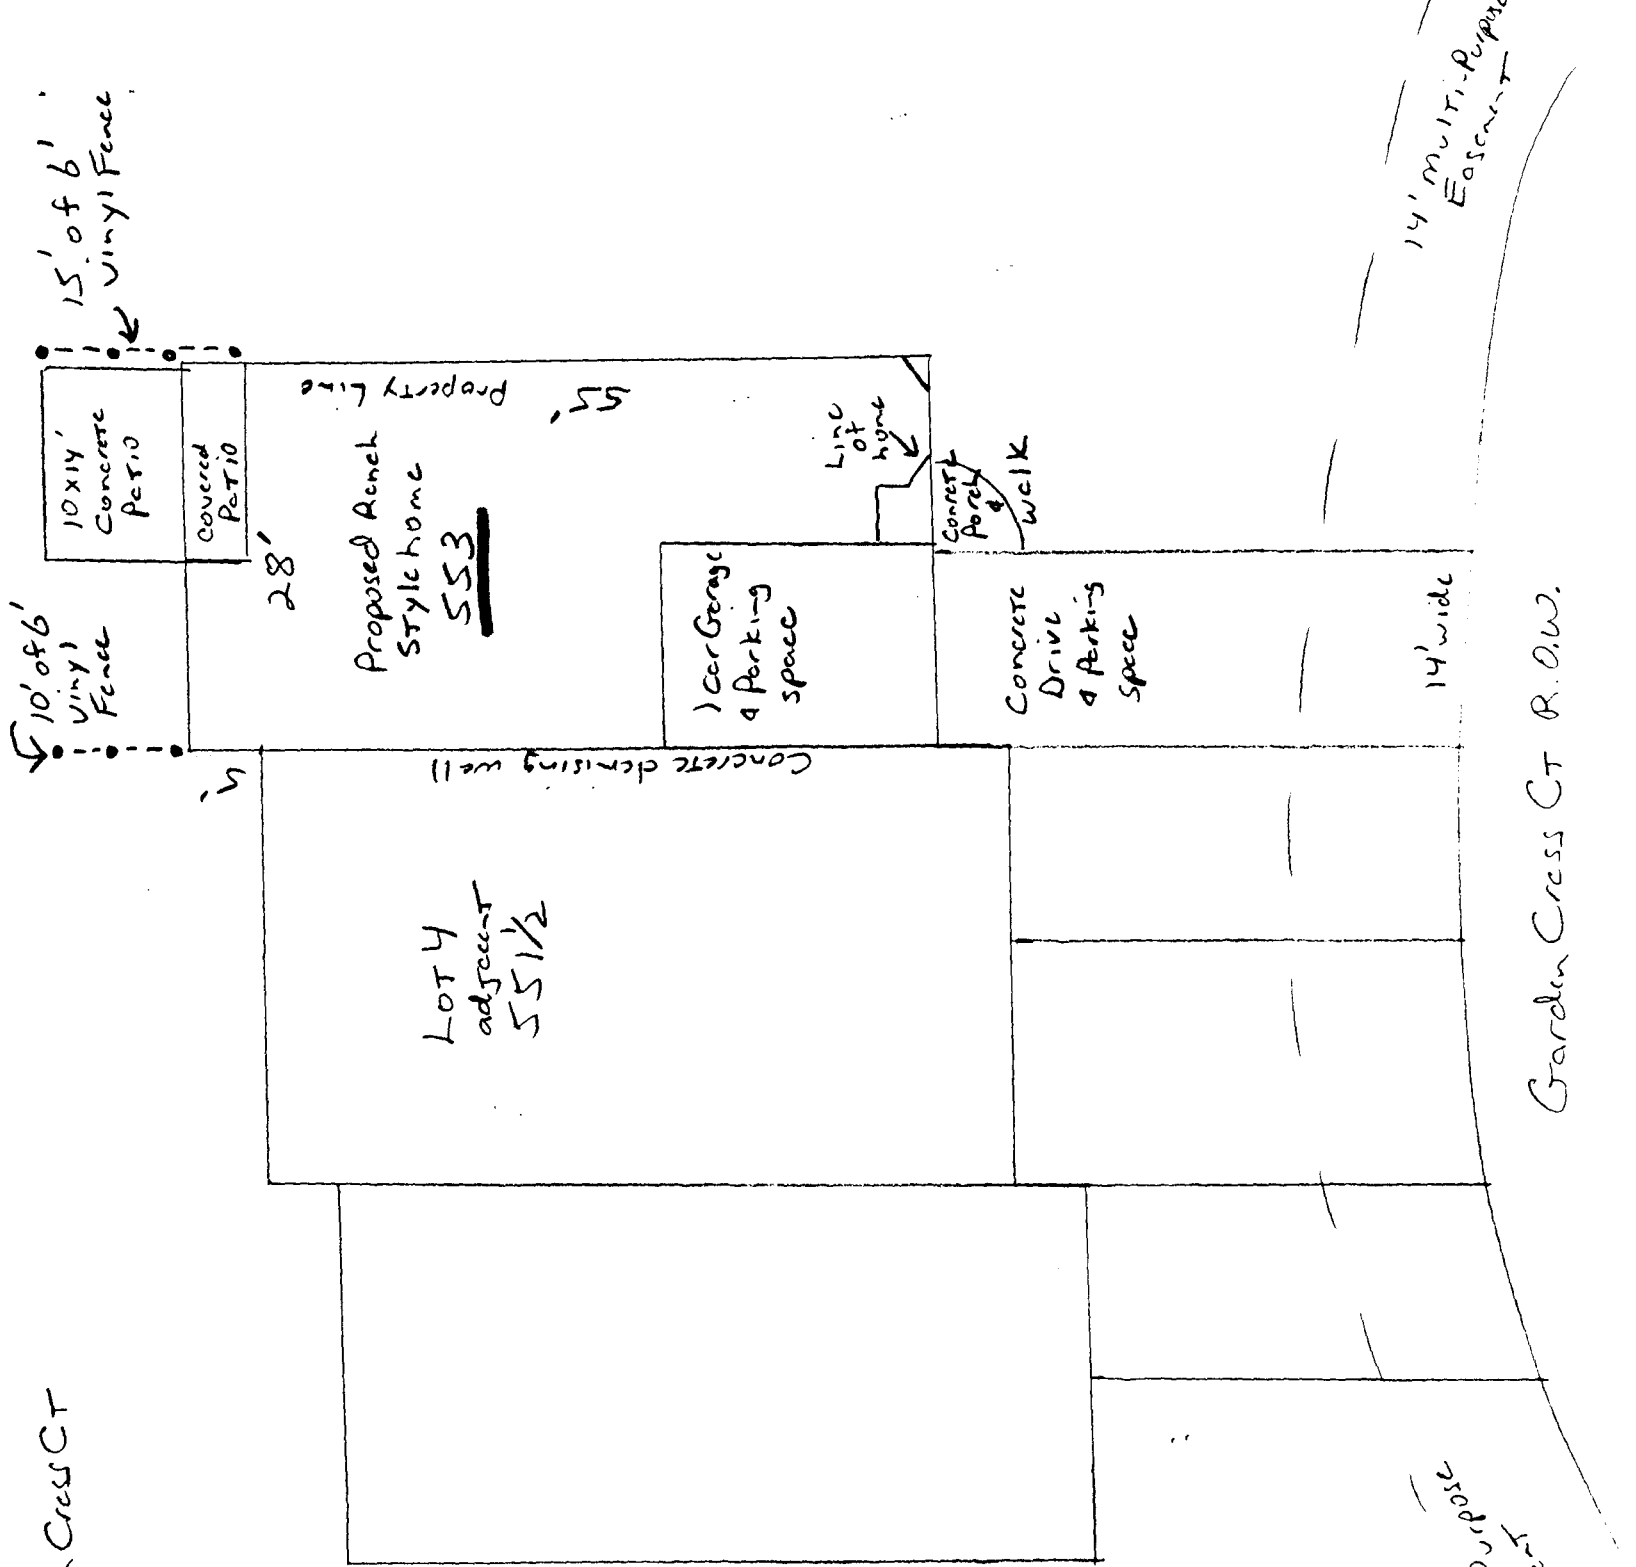 Cress CT
10' of 6'
Vinyl
Fence
15' of 6'
Vinyl Fence
10x14'
Concrete
Patio
Covered
Patio
28'
Property Line
55'
Proposed Ranch
Style home
553
Line
of
home
Concrete
Porch
&
Walk
1 Car Garage
& Parking
Space
Concrete
Drive
& Parking
Space
14' wide
5'
Concrete demising wall
Lot 4
adjacent
551 1/2
14' Multi-Purpose
Easement
Garden Cress CT R.O.W.